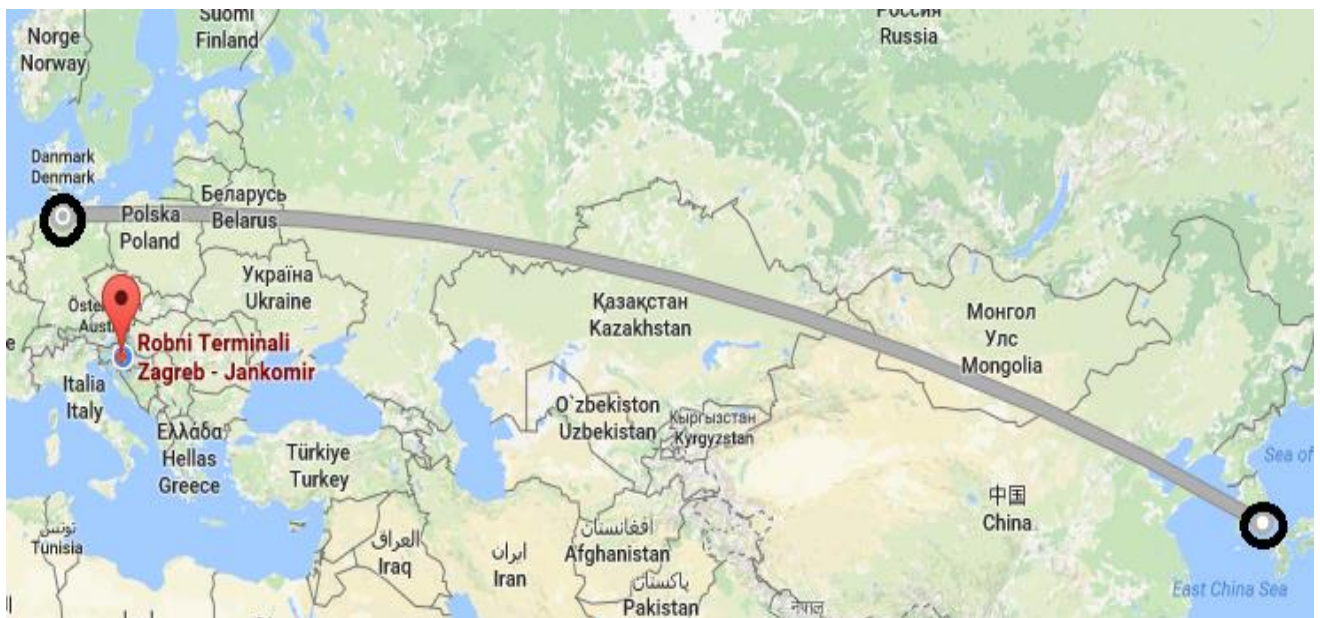 Suomi
Finland
Россия
Russia
Norge
Norway
Danmark
Denmark
Беларусь
Belarus
Polska
Poland
Україна
Ukraine
Қазақстан
Kazakhstan
Монгол
Улс
Mongolia
Öste
Aust
Robni Terminali
Zagreb - Jankomir
Italia
Italy
O`zbekiston
Uzbekistan
Кыргызстан
Kyrgyzstan
Ελλάδα
Hellas
Greece
Türkiye
Turkey
Sea of
中国
China
تونس
Tunisia
العراق
Iraq
ایران
Iran
افغانستان
Afghanistan
پاکستان
Pakistan
नेपाल
East China Sea